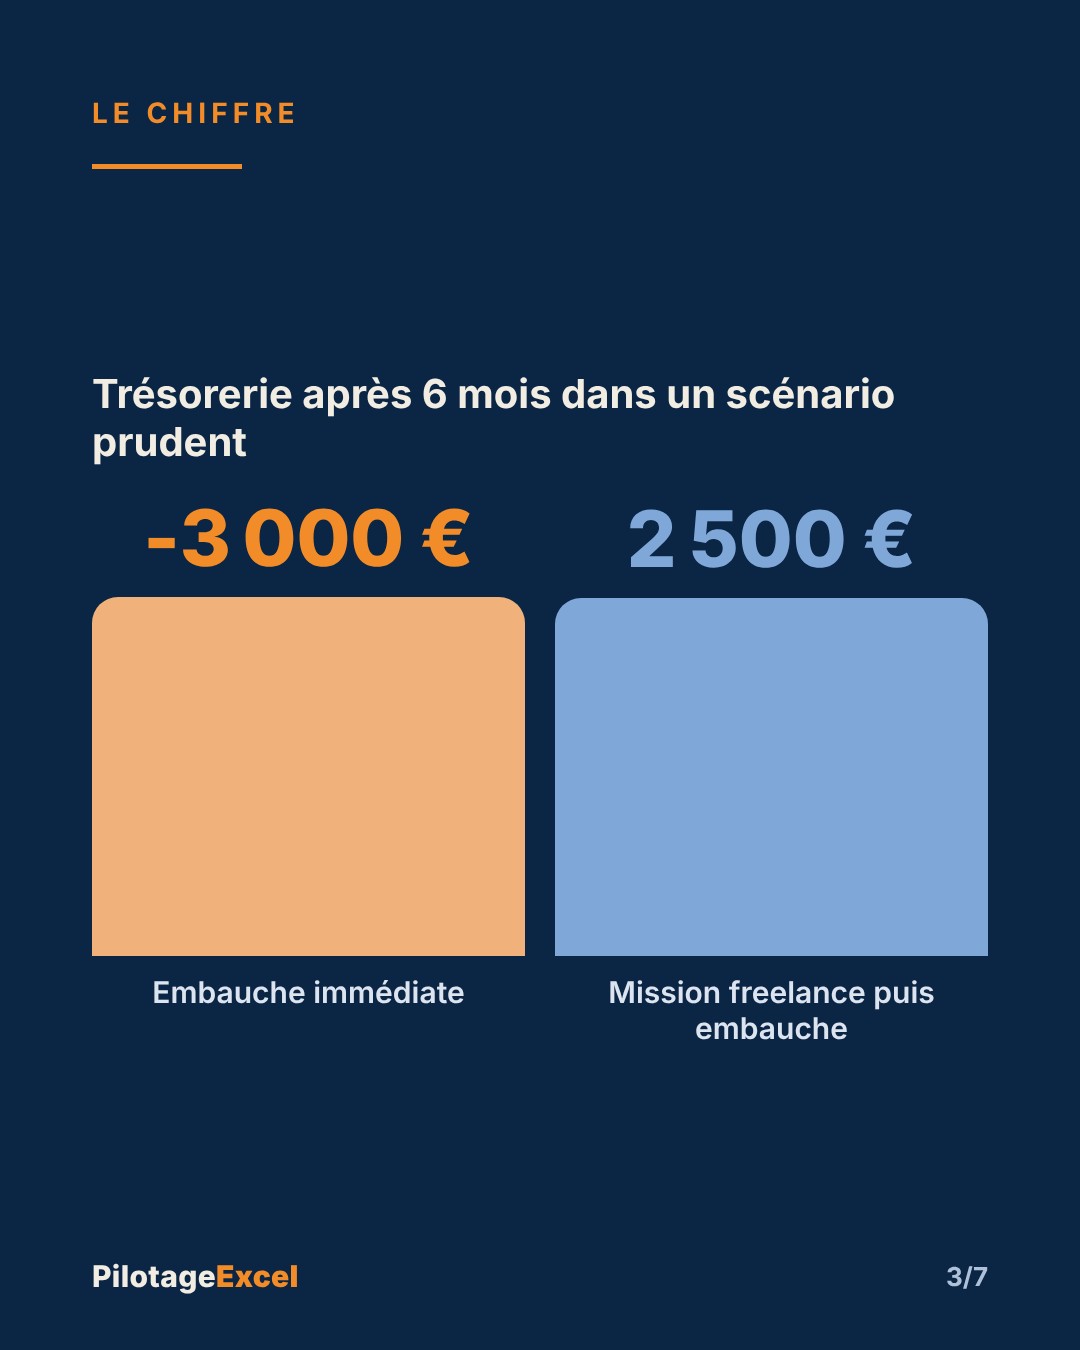 LE CHIFFRE
Trésorerie après 6 mois dans un scénario
prudent
-3 000 € 2 500 €
Embauche immédiate Mission freelance puis
embauche
PilotageExcel 3/7